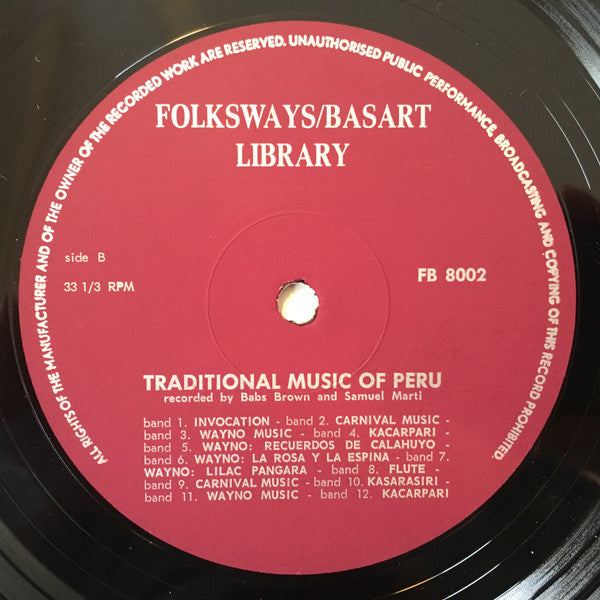 ALL RIGHTS OF THE MANUFACTURER AND OF THE OWNER OF THE RECORDED WORK ARE RESERVED. UNAUTHORISED PUBLIC PERFORMANCE, BROADCASTING AND COPYING OF THIS RECORD PROHIBITED.
FOLKSWAYS/BASART
LIBRARY
side B
33 1/3 RPM
FB 8002
TRADITIONAL MUSIC OF PERU
recorded by Babs Brown and Samuel Marti
band 1. INVOCATION - band 2. CARNIVAL MUSIC -
band 3. WAYNO MUSIC - band 4. KACARPARI -
band 5. WAYNO: RECUERDOS DE CALAHUYO -
band 6. WAYNO: LA ROSA Y LA ESPINA - band 7.
WAYNO: LILAC PANGARA - band 8. FLUTE -
band 9. CARNIVAL MUSIC - band 10. KASARASIRI -
band 11. WAYNO MUSIC - band 12. KACARPARI